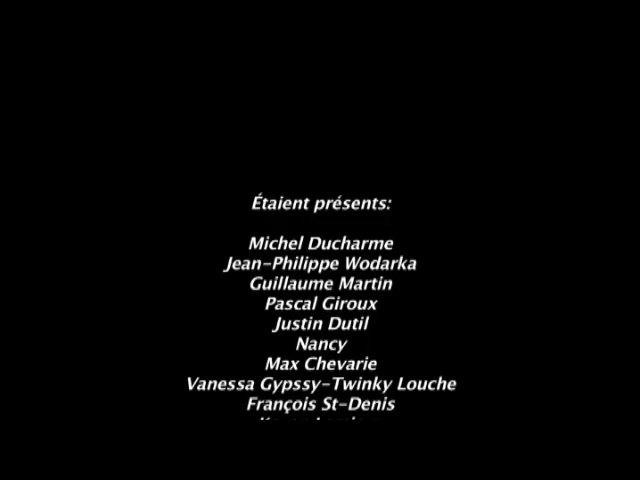 Étaient présents:
Michel Ducharme
Jean-Philippe Wodarka
Guillaume Martin
Pascal Giroux
Justin Dutil
Nancy
Max Chevarie
Vanessa Gypssy-Twinky Louche
François St-Denis